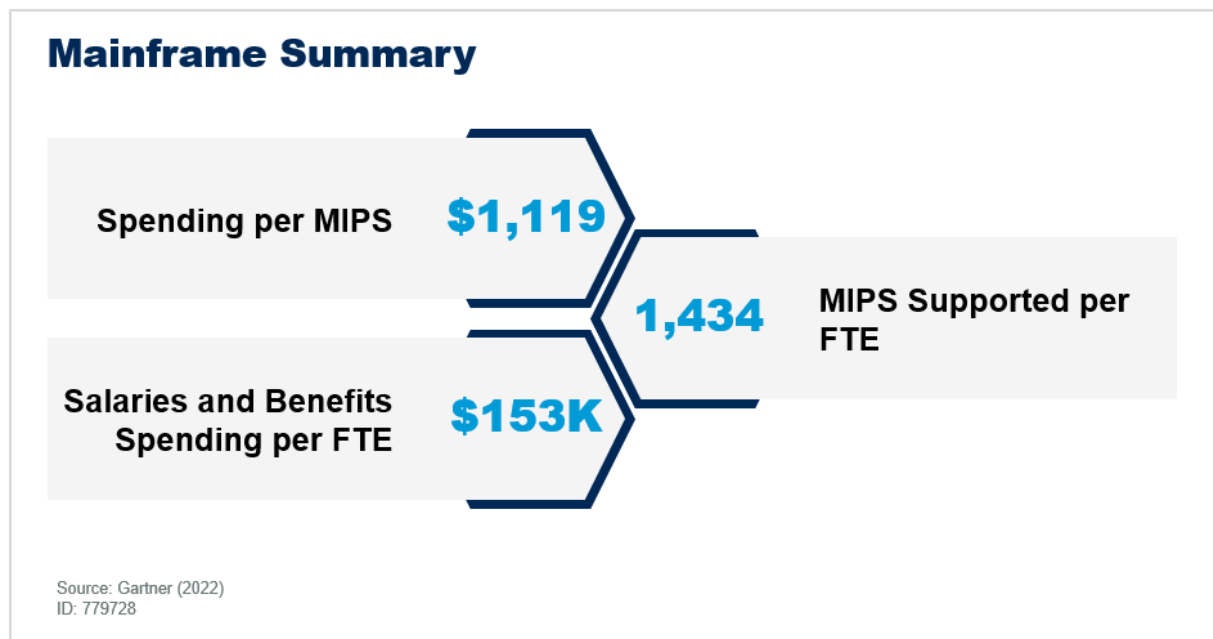 Mainframe Summary
Spending per MIPS
$1,119
1,434
MIPS Supported per
FTE
Salaries and Benefits
Spending per FTE
$153K
Source: Gartner (2022)
ID: 779728